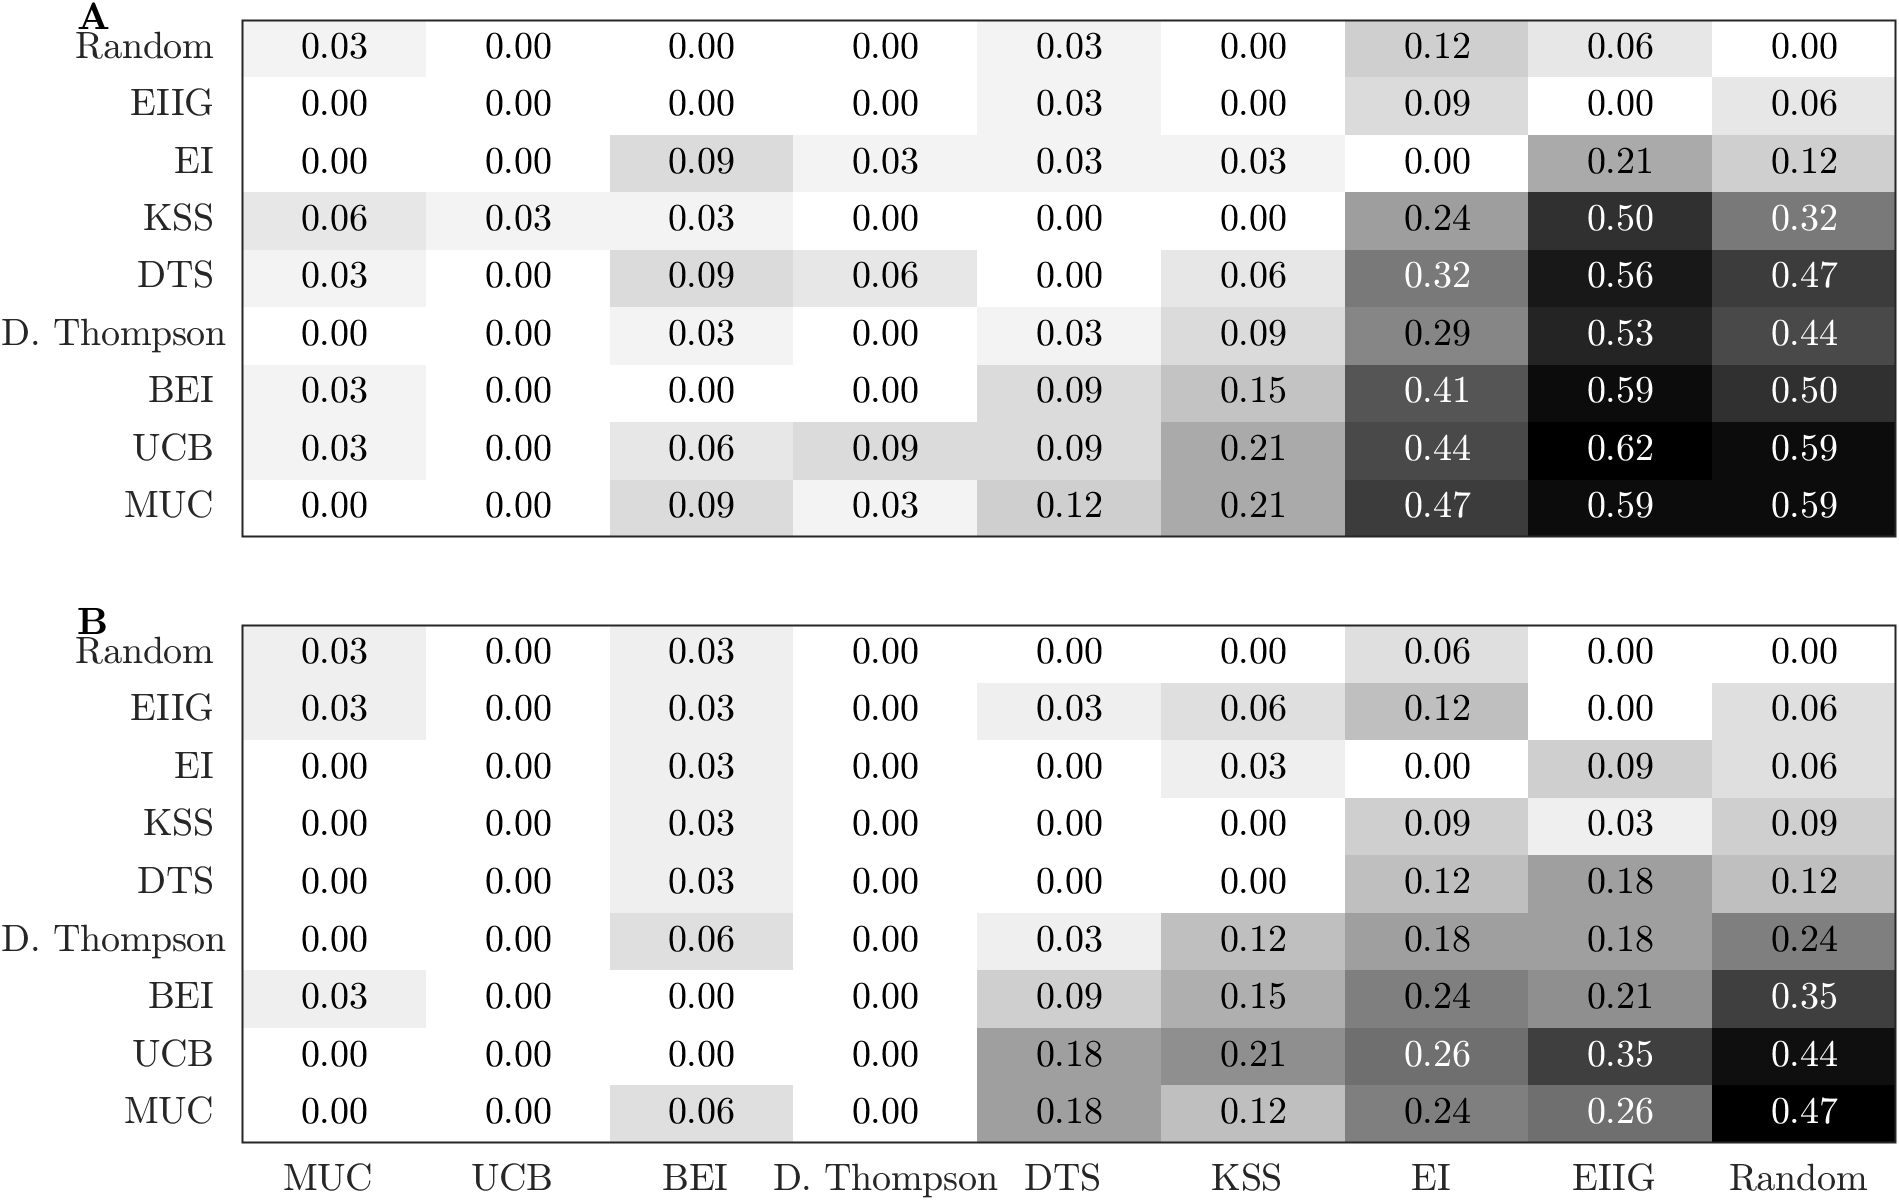 A
Random 0.03 0.00 0.00 0.00 0.03 0.00 0.12 0.06 0.00
EIIG 0.00 0.00 0.00 0.00 0.03 0.00 0.09 0.00 0.06
EI 0.00 0.00 0.09 0.03 0.03 0.03 0.00 0.21 0.12
KSS 0.06 0.03 0.03 0.00 0.00 0.00 0.24 0.50 0.32
DTS 0.03 0.00 0.09 0.06 0.00 0.06 0.32 0.56 0.47
D. Thompson 0.00 0.00 0.03 0.00 0.03 0.09 0.29 0.53 0.44
BEI 0.03 0.00 0.00 0.00 0.09 0.15 0.41 0.59 0.50
UCB 0.03 0.00 0.06 0.09 0.09 0.21 0.44 0.62 0.59
MUC 0.00 0.00 0.09 0.03 0.12 0.21 0.47 0.59 0.59
B
Random 0.03 0.00 0.03 0.00 0.00 0.00 0.06 0.00 0.00
EIIG 0.03 0.00 0.03 0.00 0.03 0.06 0.12 0.00 0.06
EI 0.00 0.00 0.03 0.00 0.00 0.03 0.00 0.09 0.06
KSS 0.00 0.00 0.03 0.00 0.00 0.00 0.09 0.03 0.09
DTS 0.00 0.00 0.03 0.00 0.00 0.00 0.12 0.18 0.12
D. Thompson 0.00 0.00 0.06 0.00 0.03 0.12 0.18 0.18 0.24
BEI 0.03 0.00 0.00 0.00 0.09 0.15 0.24 0.21 0.35
UCB 0.00 0.00 0.00 0.00 0.18 0.21 0.26 0.35 0.44
MUC 0.00 0.00 0.06 0.00 0.18 0.12 0.24 0.26 0.47
MUC UCB BEI D. Thompson DTS KSS EI EIIG Random